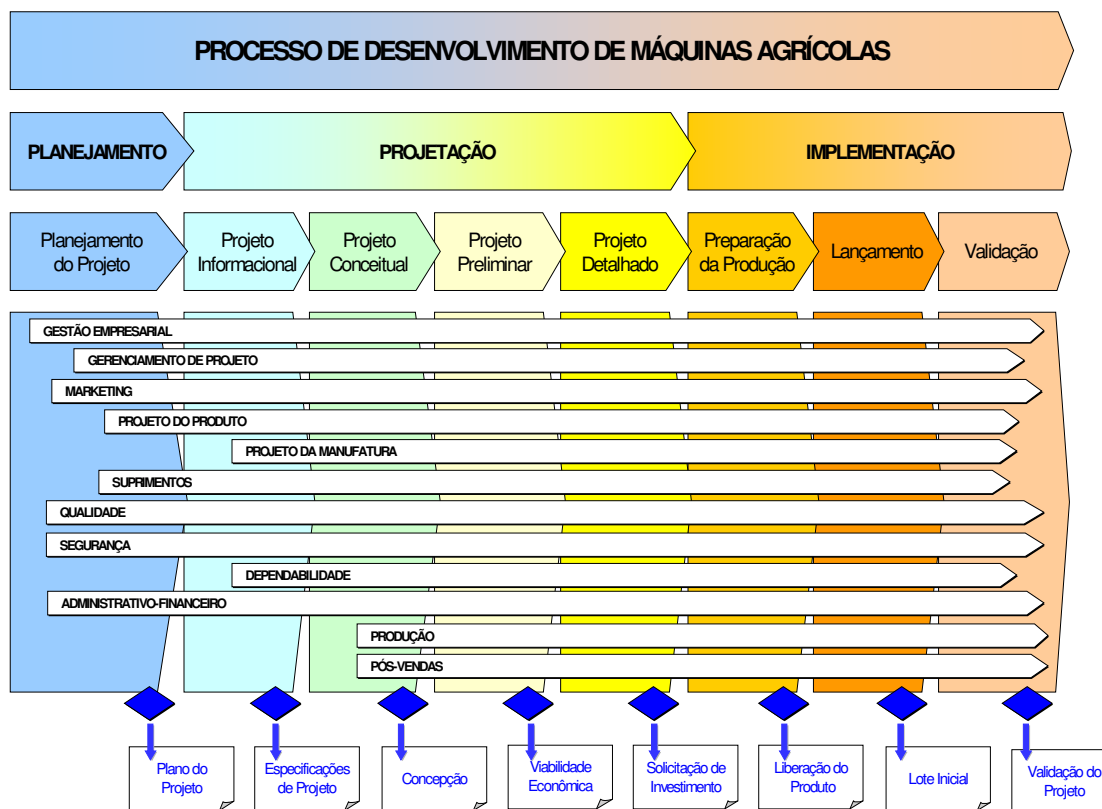 PROCESSO DE DESENVOLVIMENTO DE MÁQUINAS AGRÍCOLAS
PLANEJAMENTO
PROJETAÇÃO
IMPLEMENTAÇÃO
Planejamento
do Projeto
Projeto
Informacional
Projeto
Conceitual
Projeto
Preliminar
Projeto
Detalhado
Preparação
da Produção
Lançamento
Validação
GESTÃO EMPRESARIAL
GERENCIAMENTO DE PROJETO
MARKETING
PROJETO DO PRODUTO
PROJETO DA MANUFATURA
SUPRIMENTOS
QUALIDADE
SEGURANÇA
DEPENDABILIDADE
ADMINISTRATIVO-FINANCEIRO
PRODUÇÃO
PÓS-VENDAS
Plano do
Projeto
Especificações
de Projeto
Concepção
Viabilidade
Econômica
Solicitação de
Investimento
Liberação do
Produto
Lote Inicial
Validação do
Projeto